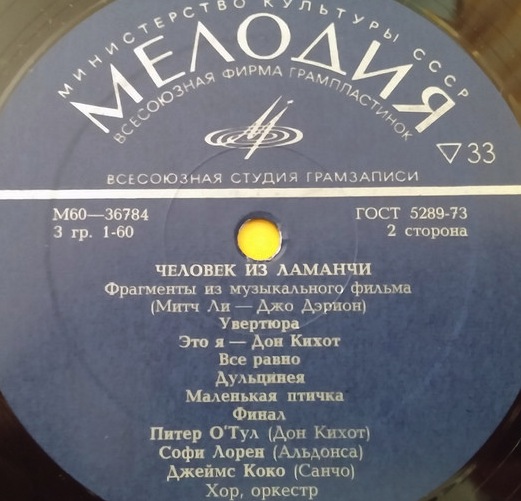 МИНИСТЕРСТВО КУЛЬТУРЫ СССР
МЕЛОДИЯ
ВСЕСОЮЗНАЯ ФИРМА ГРАМПЛАСТИНОК
▽33
ВСЕСОЮЗНАЯ СТУДИЯ ГРАМЗАПИСИ
М60—36784 ГОСТ 5289-73
3 гр. 1-60 2 сторона
ЧЕЛОВЕК ИЗ ЛАМАНЧИ
Фрагменты из музыкального фильма
(Митч Ли — Джо Дэрион)
Увертюра
Это я — Дон Кихот
Все равно
Дульцинея
Маленькая птичка
Финал
Питер О'Тул (Дон Кихот)
Софи Лорен (Альдонса)
Джеймс Коко (Санчо)
Хор, оркестр